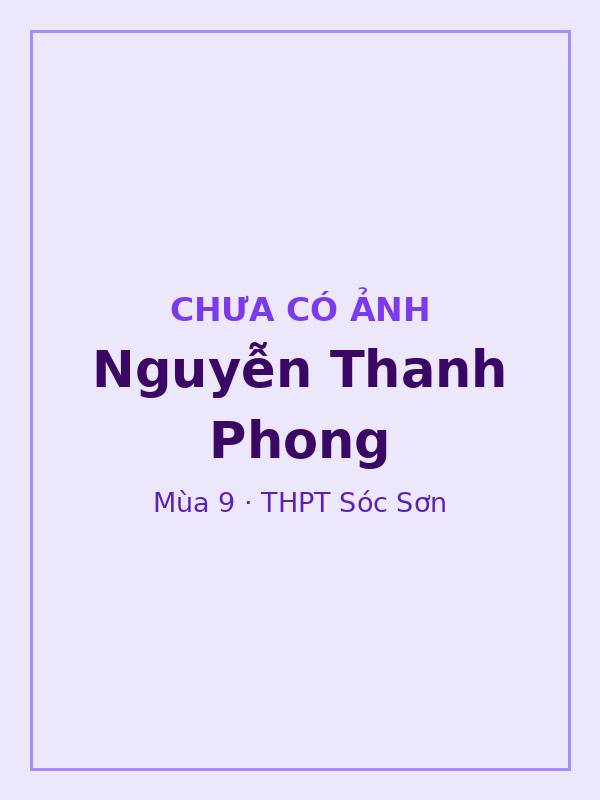 CHƯA CÓ ẢNH
Nguyễn Thanh
Phong
Mùa 9 · THPT Sóc Sơn